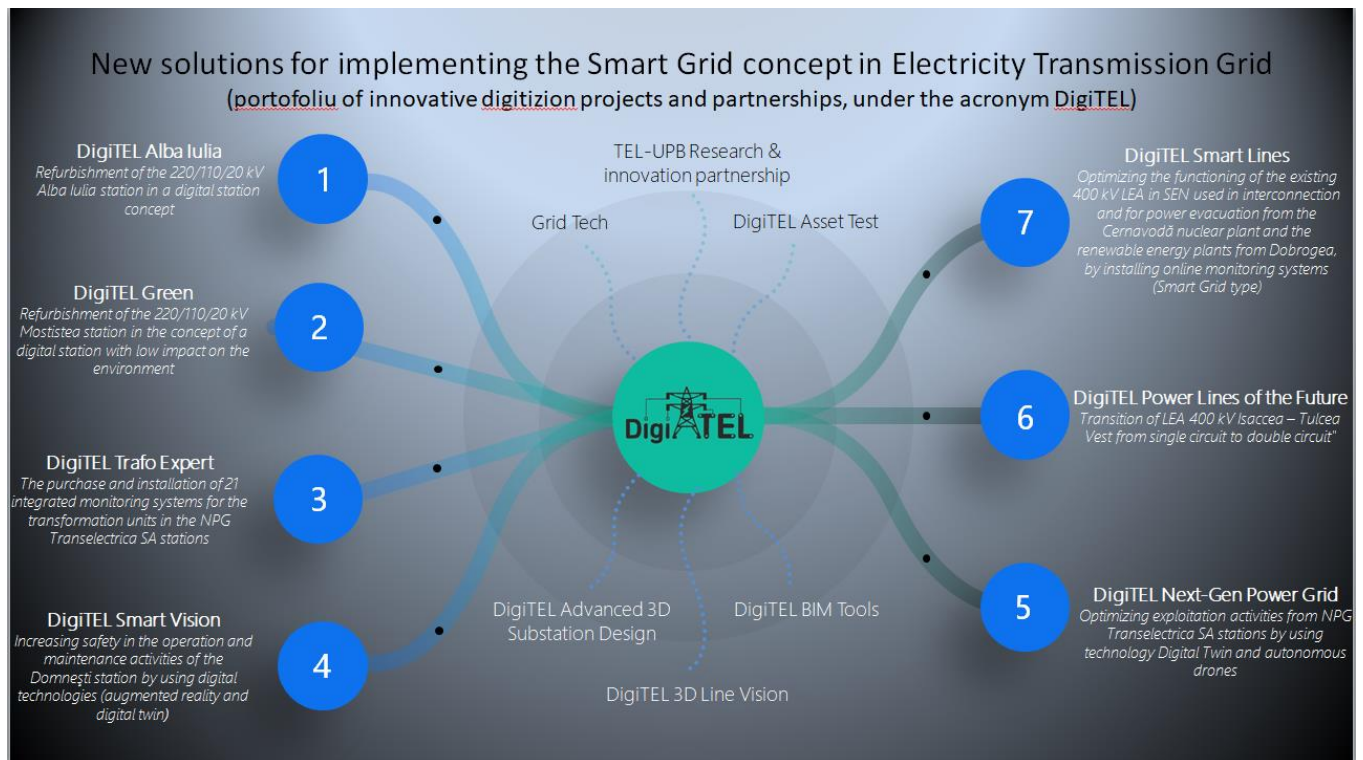 New solutions for implementing the Smart Grid concept in Electricity Transmission Grid
(portofoliu of innovative digitizion projects and partnerships, under the acronym DigiTEL)
DigiTEL Alba Iulia
Refurbishment of the 220/110/20 kV
Alba Iulia station in a digital station
concept
1
DigiTEL Green
Refurbishment of the 220/110/20 kV
Mostistea station in the concept of a
digital station with low impact on the
environment
2
DigiTEL Trafo Expert
The purchase and installation of 21
integrated monitoring systems for the
transformation units in the NPG
Transelectrica SA stations
3
DigiTEL Smart Vision
Increasing safety in the operation and
maintenance activities of the
Domnești station by using digital
technologies (augmented reality and
digital twin)
4
TEL-UPB Research &
innovation partnership
Grid Tech
DigiTEL Asset Test
DigiTEL
DigiTEL Advanced 3D
Substation Design
DigiTEL BIM Tools
DigiTEL 3D Line Vision
7
DigiTEL Smart Lines
Optimizing the functioning of the existing
400 kV LEA in SEN used in interconnection
and for power evacuation from the
Cernavodă nuclear plant and the
renewable energy plants from Dobrogea,
by installing online monitoring systems
(Smart Grid type)
6
DigiTEL Power Lines of the Future
Transition of LEA 400 kV Isaccea – Tulcea
Vest from single circuit to double circuit"
5
DigiTEL Next-Gen Power Grid
Optimizing exploitation activities from NPG
Transelectrica SA stations by using
technology Digital Twin and autonomous
drones